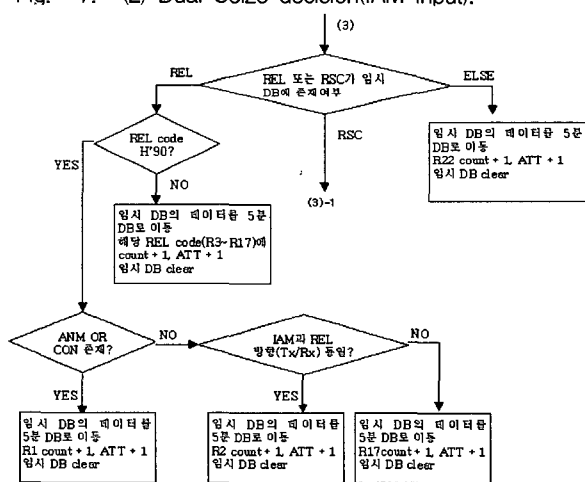 Fig. 7. (2) Dual Seize decision(IAM input).
(3)
REL
REL 또는 RSC가 임시
DB에 존재여부
ELSE
RSC
(3)-1
임시 DB의 데이터를 5분
DB로 이동
R22 count + 1, ATT + 1
임시 DB clear
REL code
H'90?
YES
NO
임시 DB의 데이터를 5분
DB로 이동
해당 REL code(R3~R17)에
count + 1, ATT + 1
임시 DB clear
ANM OR
CON 존재?
NO
IAM과 REL
방향(Tx/Rx) 동일?
NO
YES
YES
임시 DB의 데이터를
5분 DB로 이동
R1 count + 1, ATT + 1
임시 DB clear
임시 DB의 데이터를
5분 DB로 이동
R2 count + 1, ATT + 1
임시 DB clear
임시 DB의 데이터를
5분 DB로 이동
R17count + 1, ATT + 1
임시 DB clear